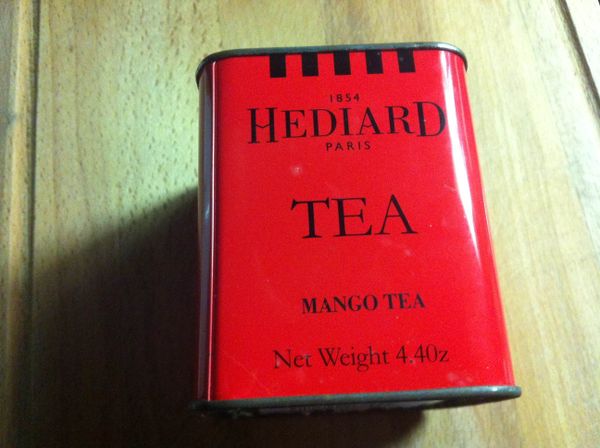 1854
HEDIARD
PARIS
TEA
MANGO TEA
Net Weight 4.40z